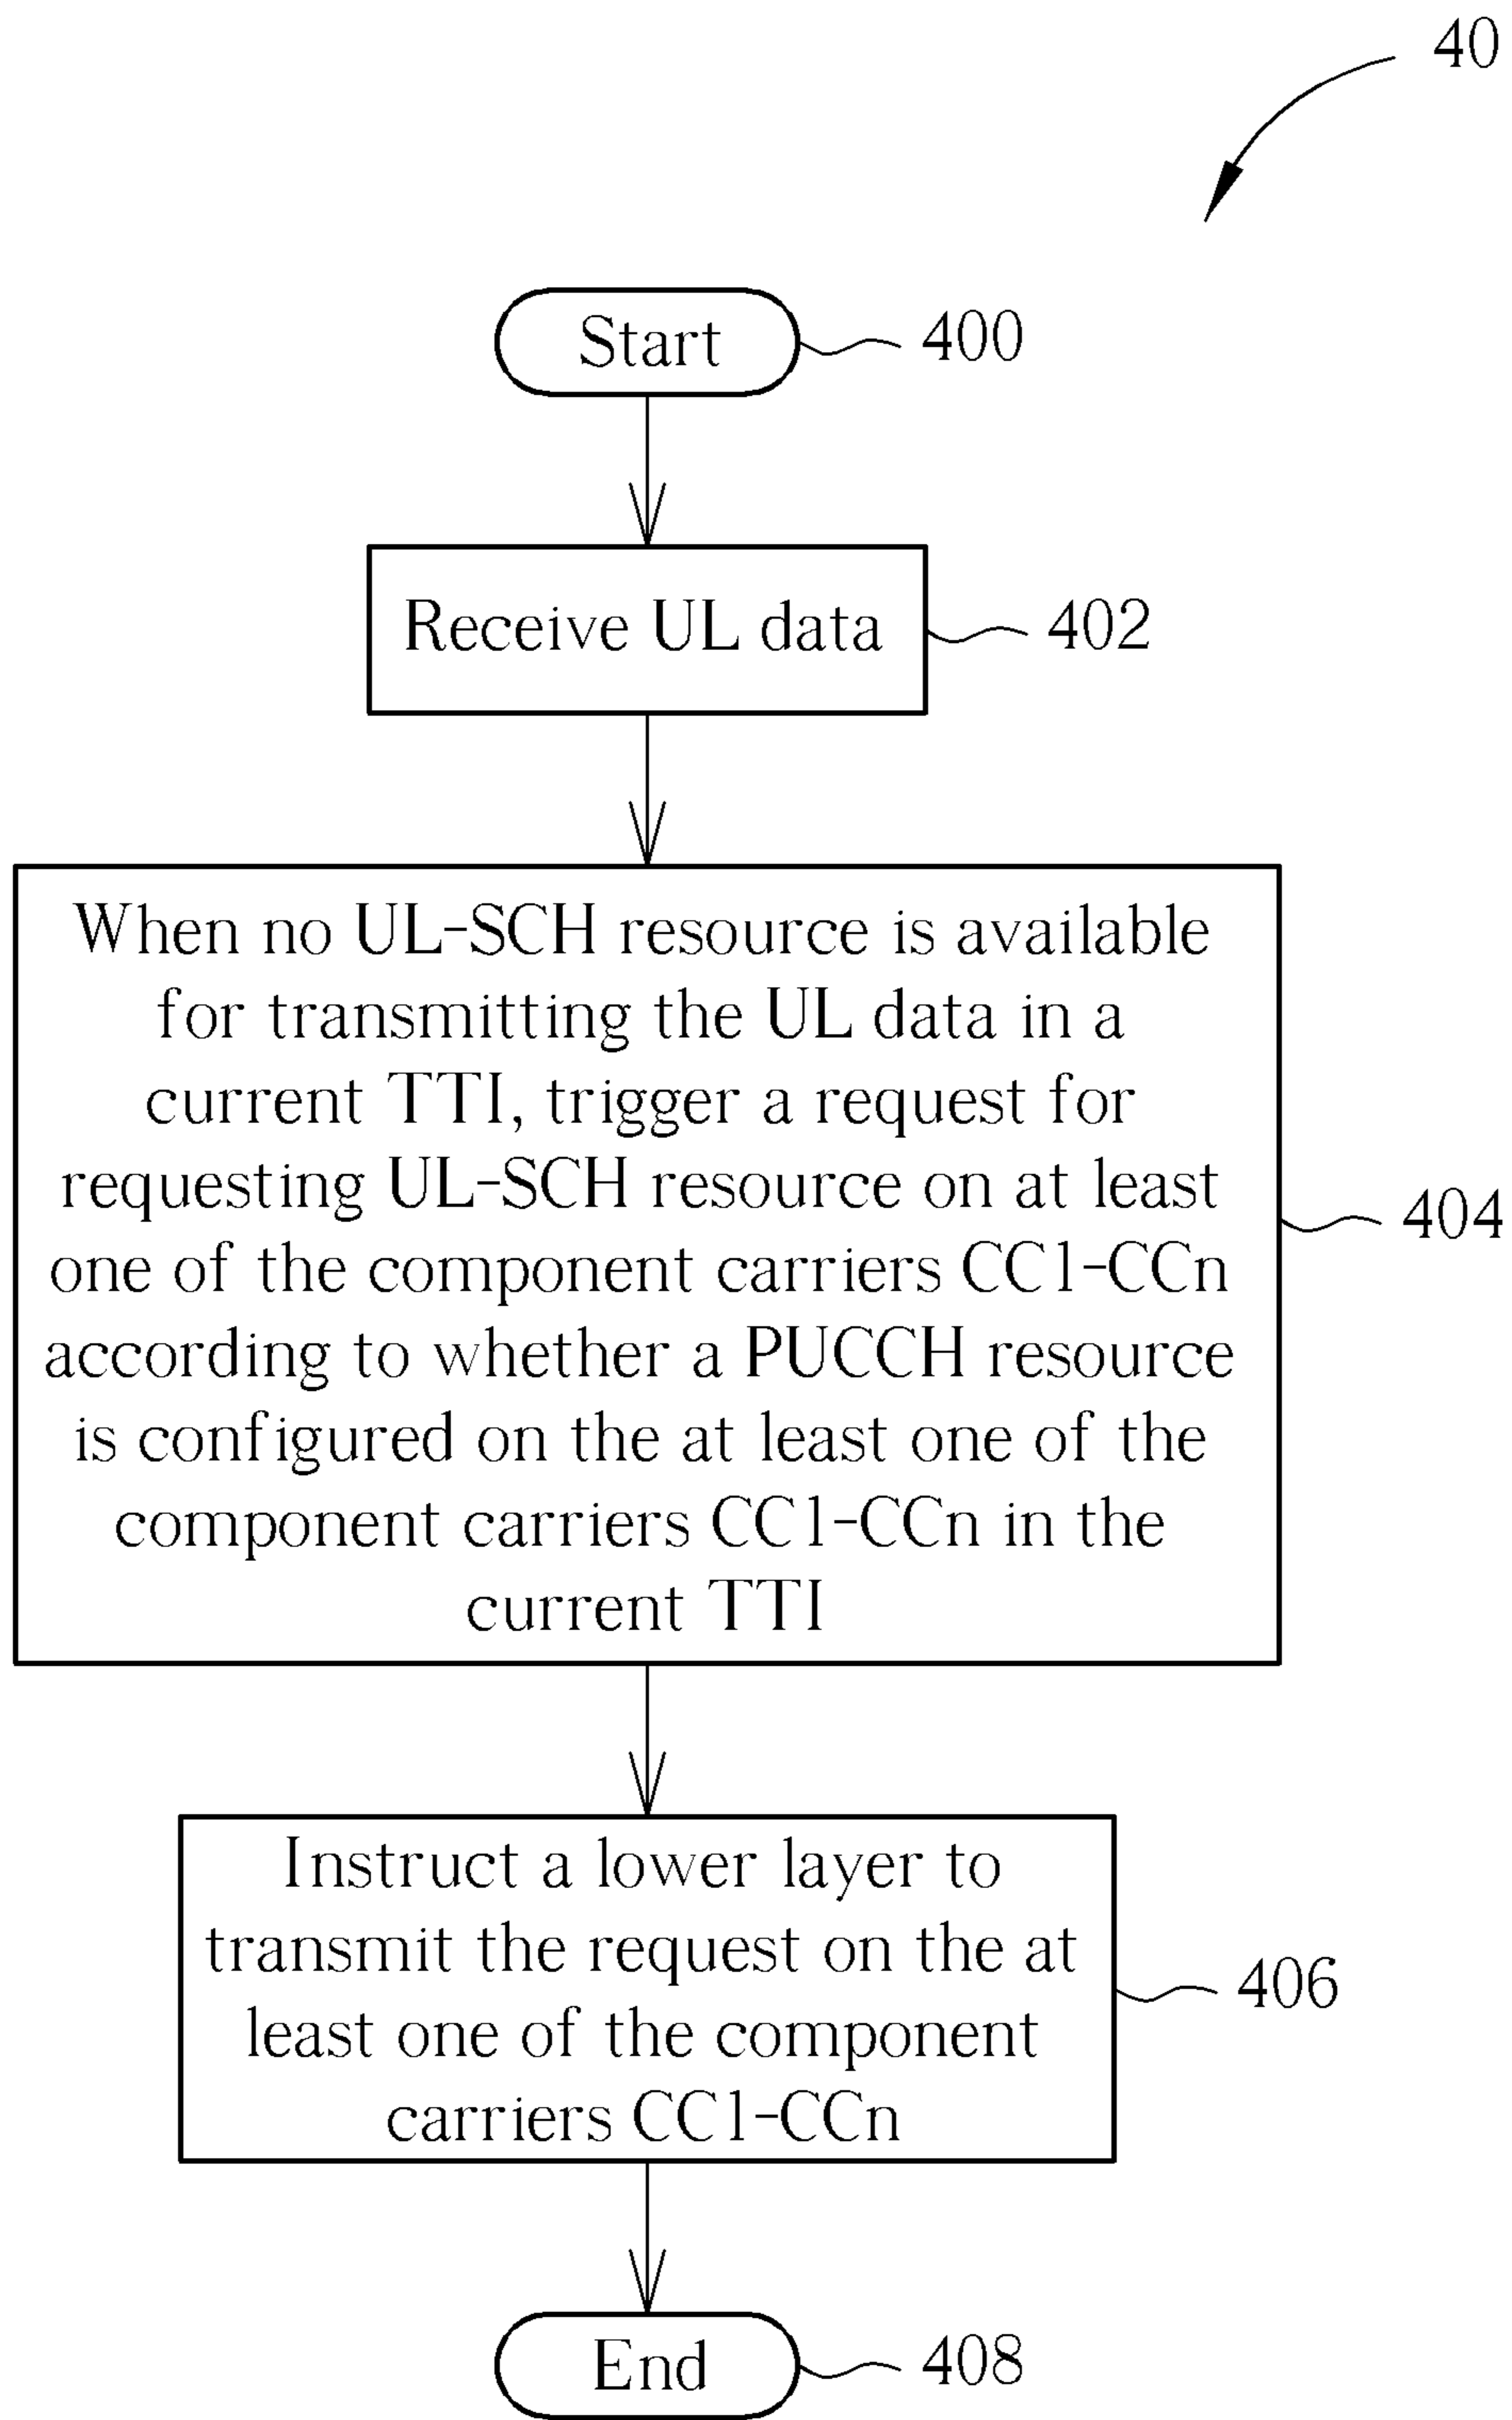 40
Start
400
Receive UL data
402
When no UL-SCH resource is available
for transmitting the UL data in a
current TTI, trigger a request for
requesting UL-SCH resource on at least
one of the component carriers CC1-CCn
according to whether a PUCCH resource
is configured on the at least one of the
component carriers CC1-CCn in the
current TTI
404
Instruct a lower layer to
transmit the request on the at
least one of the component
carriers CC1-CCn
406
End
408